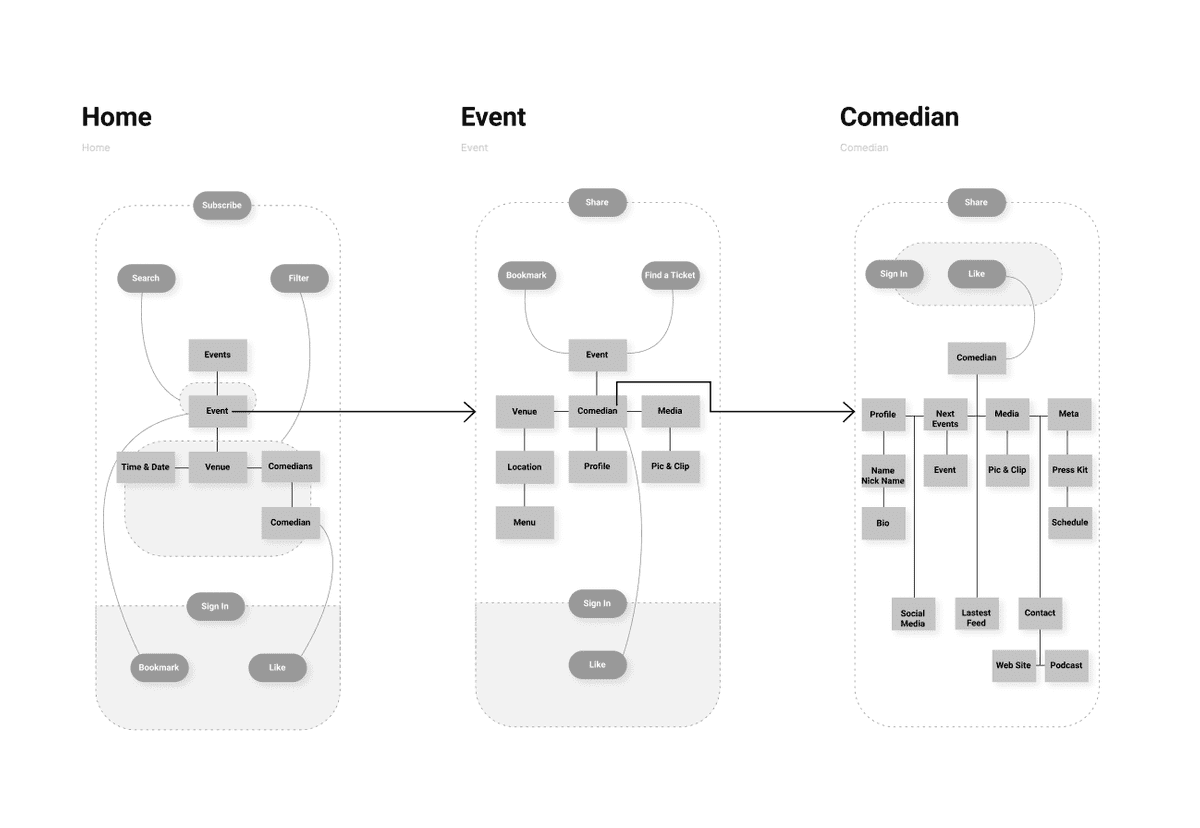 Home
Home
Subscribe
Search
Filter
Events
Event
Time & Date
Venue
Comedians
Comedian
Sign In
Bookmark
Like
Event
Event
Share
Bookmark
Find a Ticket
Event
Venue
Comedian
Media
Location
Profile
Pic & Clip
Menu
Sign In
Like
Comedian
Comedian
Share
Sign In
Like
Comedian
Profile
Next
Events
Media
Meta
Name
Nick Name
Event
Pic & Clip
Press Kit
Bio
Schedule
Social
Media
Lastest
Feed
Contact
Web Site
Podcast